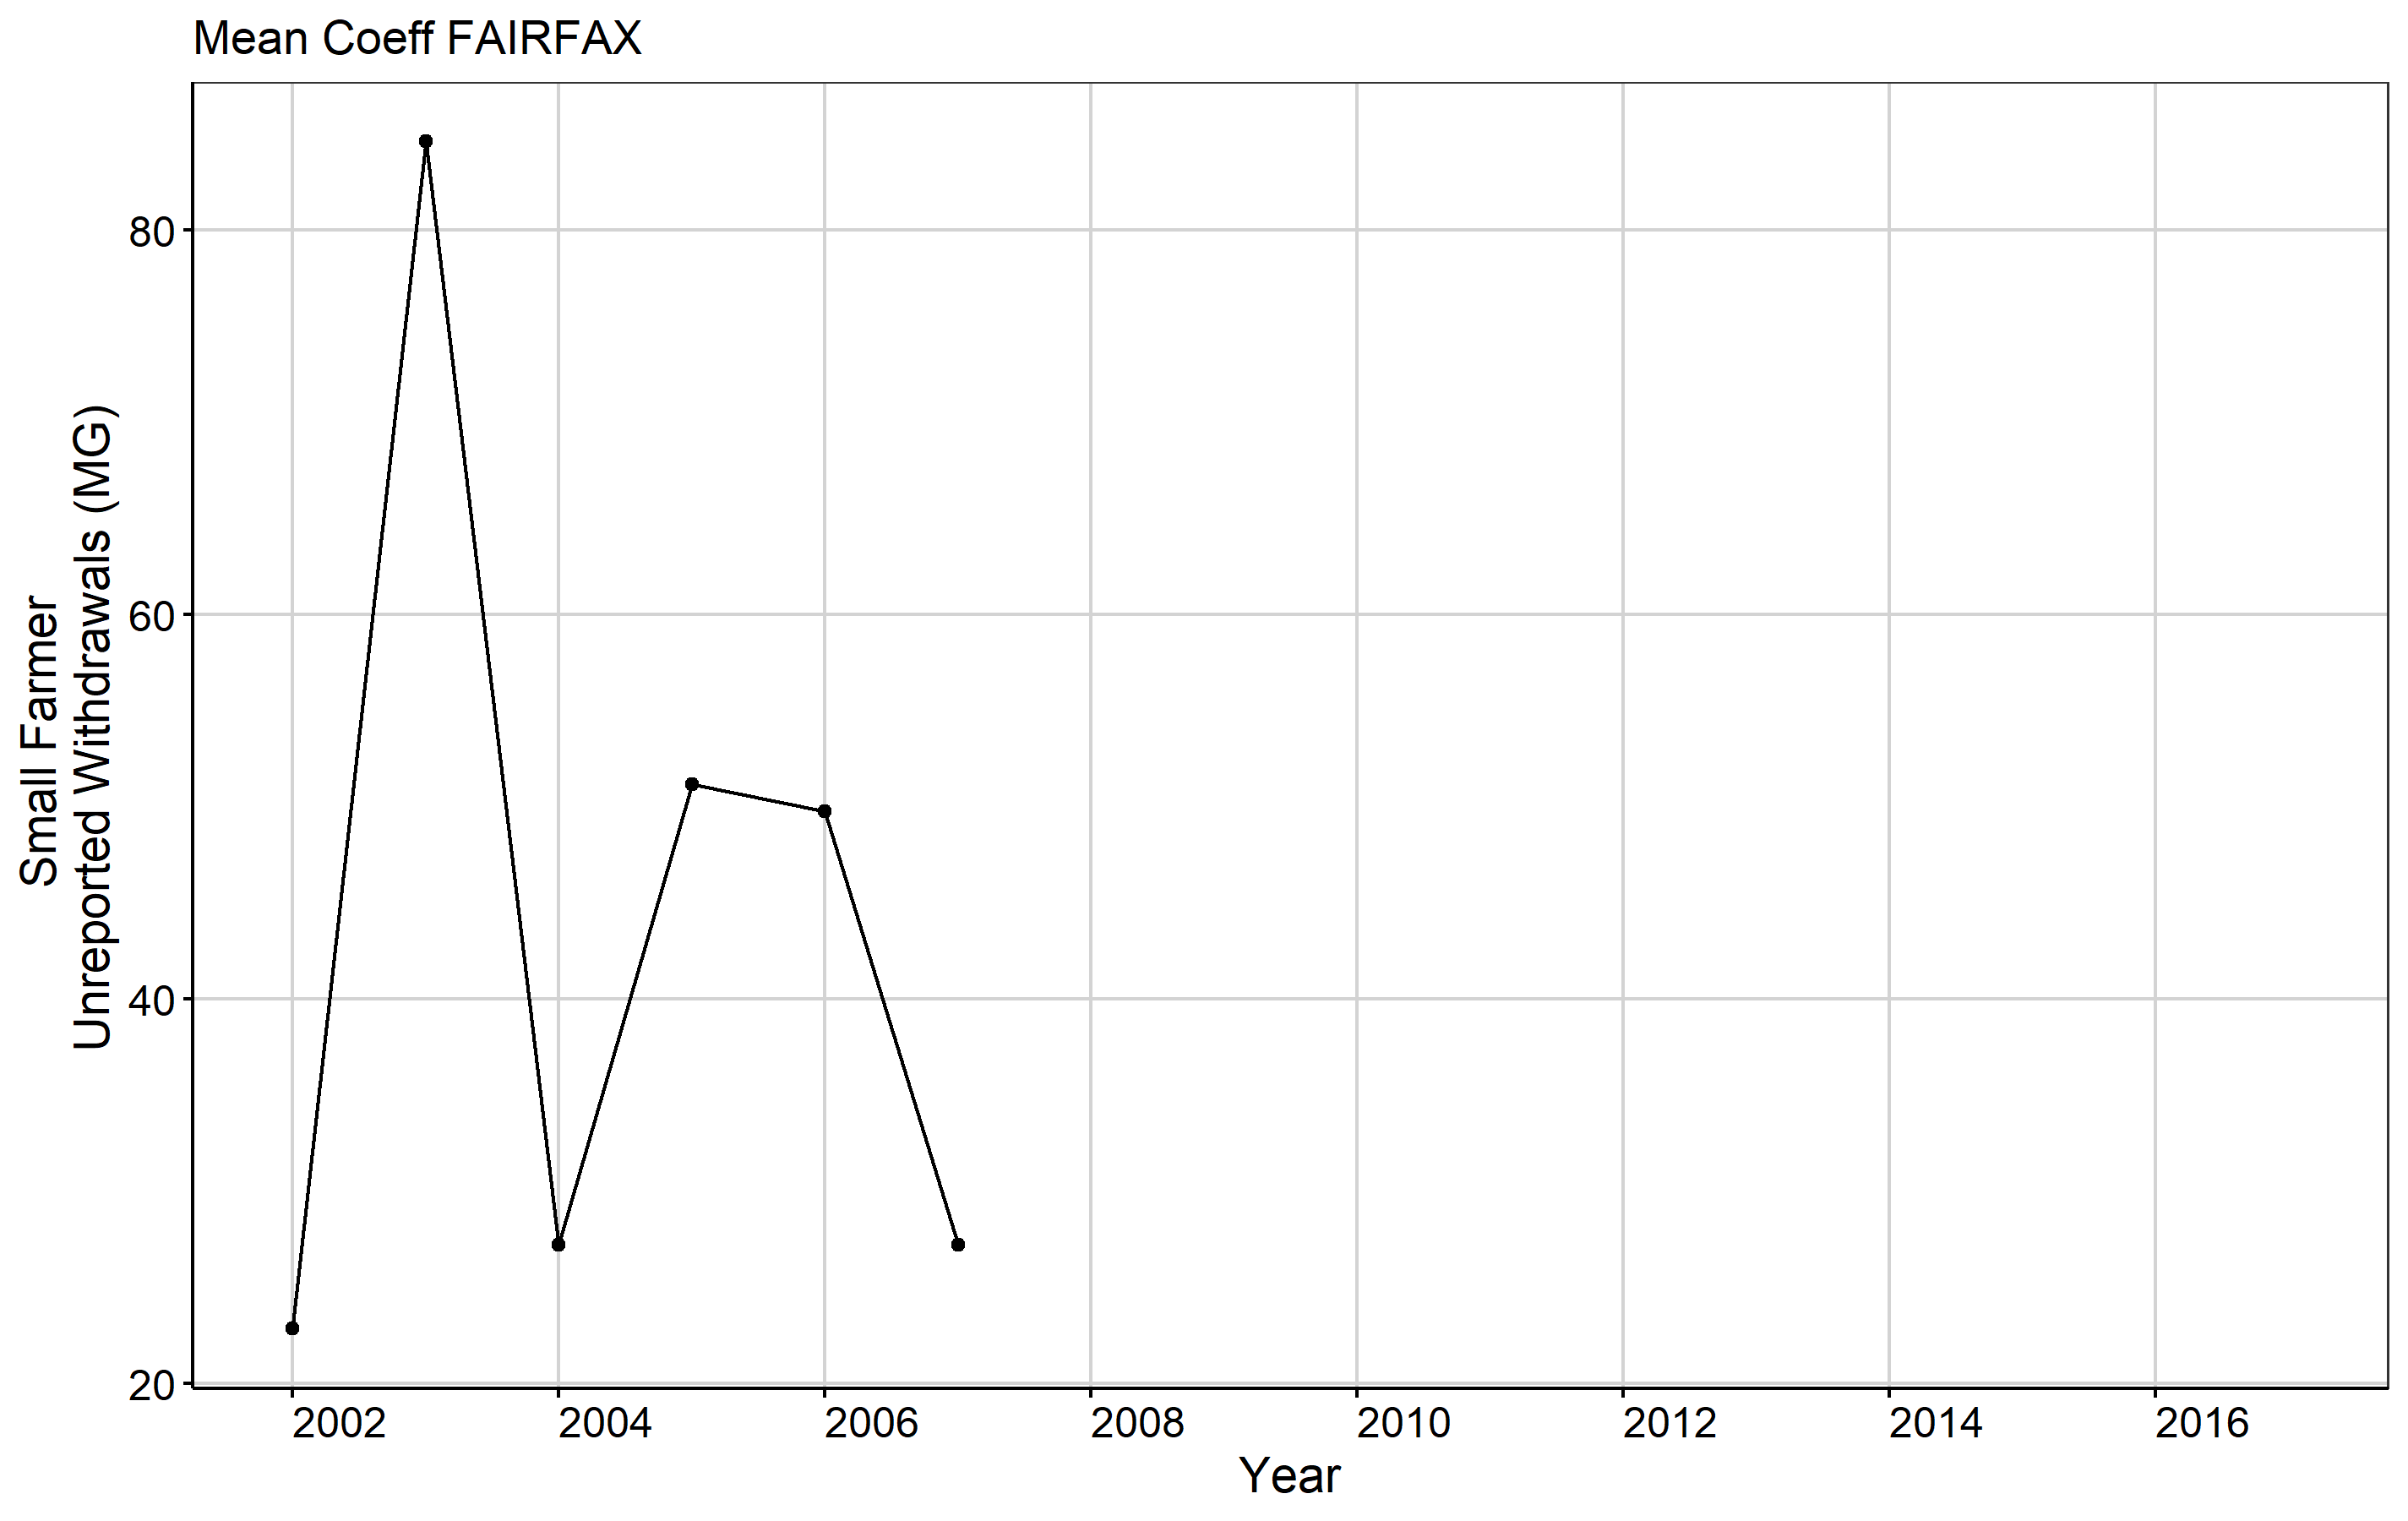 Mean Coeff FAIRFAX
Small Farmer
Unreported Withdrawals (MG)
80
60
40
20
2002 2004 2006 2008 2010 2012 2014 2016
Year